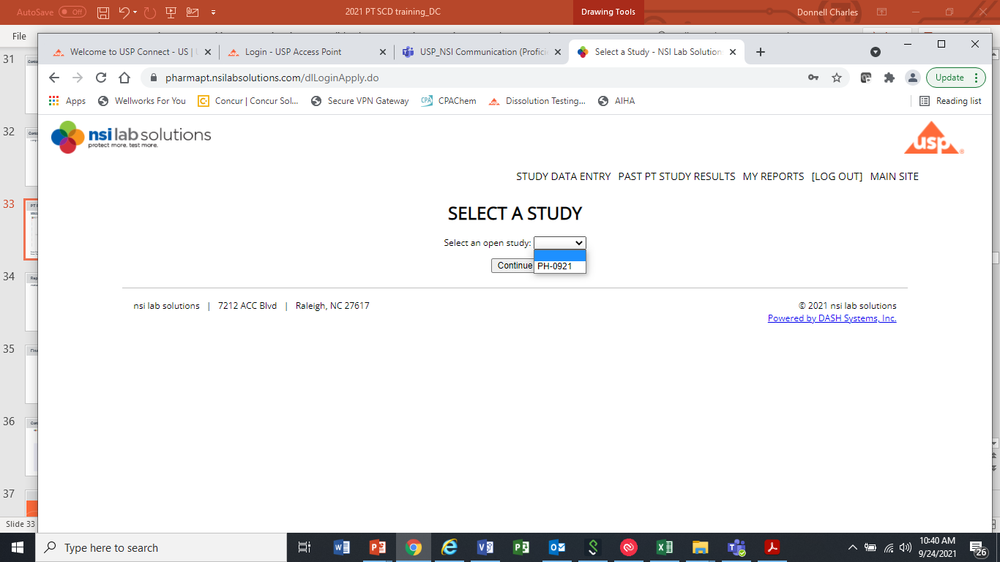 AutoSave Off 2021 PT SCD training_DC Drawing Tools Donnell Charles
File
Welcome to USP Connect - US | Login - USP Access Point USP_NSI Communication (Profici Select a Study - NSI Lab Solution
pharmapt.nsilabsolutions.com/dlLoginApply.do Update
Apps Wellworks For You Concur | Concur Sol... Secure VPN Gateway CPAChem Dissolution Testing... AIHA Reading list
nsi lab solutions
protect more. test more.
usp
STUDY DATA ENTRY PAST PT STUDY RESULTS MY REPORTS [LOG OUT] MAIN SITE
SELECT A STUDY
Select an open study:
Continue
PH-0921
nsi lab solutions | 7212 ACC Blvd | Raleigh, NC 27617 © 2021 nsi lab solutions
Powered by DASH Systems, Inc.
31
32
33
34
35
36
37
Slide 33
Type here to search
10:40 AM
9/24/2021
26